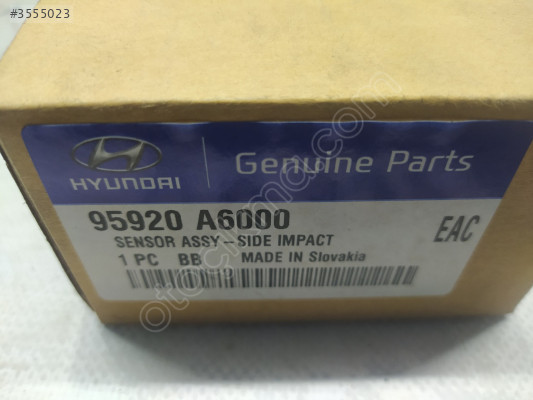 #3555023
HYUNDAI
Genuine Parts
95920 A6000
EAC
SENSOR ASSY-SIDE IMPACT
1 PC BB MADE IN Slovakia